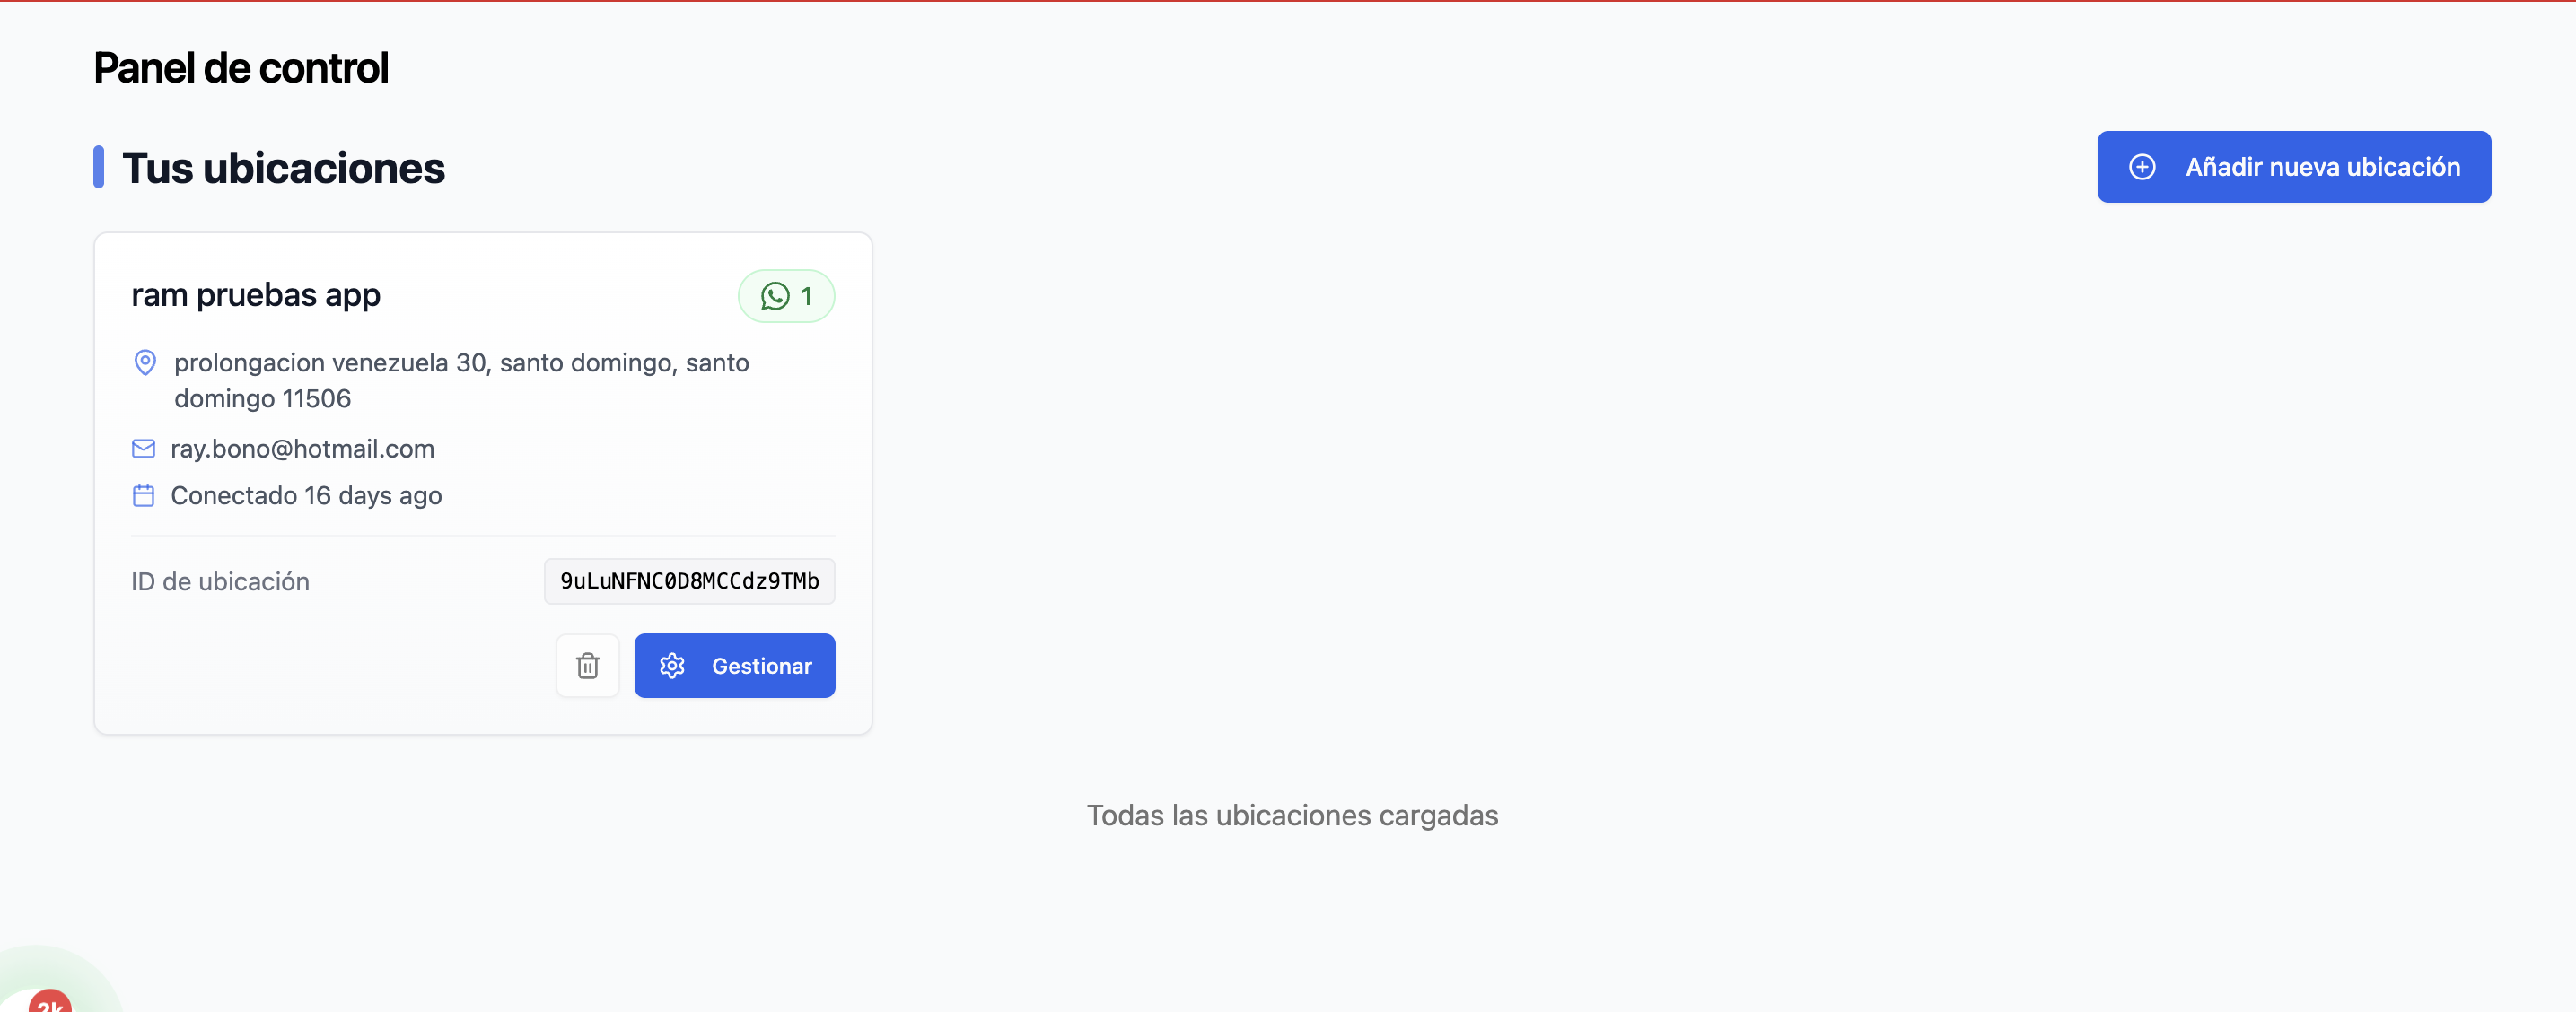 Panel de control
Tus ubicaciones
Añadir nueva ubicación
ram pruebas app
1
prolongacion venezuela 30, santo domingo, santo
domingo 11506
ray.bono@hotmail.com
Conectado 16 days ago
ID de ubicación
9uLuNFNC0D8MCCdz9TMb
Gestionar
Todas las ubicaciones cargadas
2k